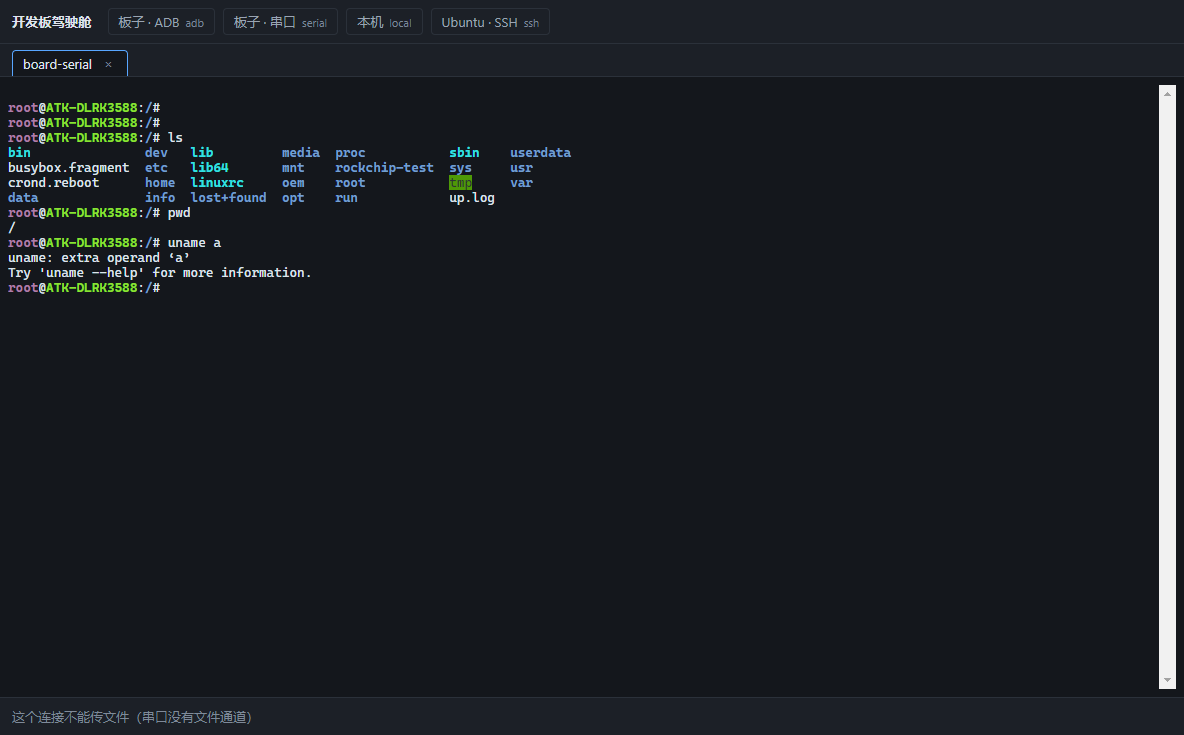 开发板驾驶舱 板子 · ADB adb 板子 · 串口 serial 本机 local Ubuntu · SSH ssh
board-serial ×
root@ATK-DLRK3588:/#
root@ATK-DLRK3588:/#
root@ATK-DLRK3588:/# ls
bin dev lib media proc sbin userdata
busybox.fragment etc lib64 mnt rockchip-test sys usr
crond.reboot home linuxrc oem root tmp var
data info lost+found opt run up.log
root@ATK-DLRK3588:/# pwd
/
root@ATK-DLRK3588:/# uname a
uname: extra operand ‘a’
Try 'uname --help' for more information.
root@ATK-DLRK3588:/#
这个连接不能传文件（串口没有文件通道）